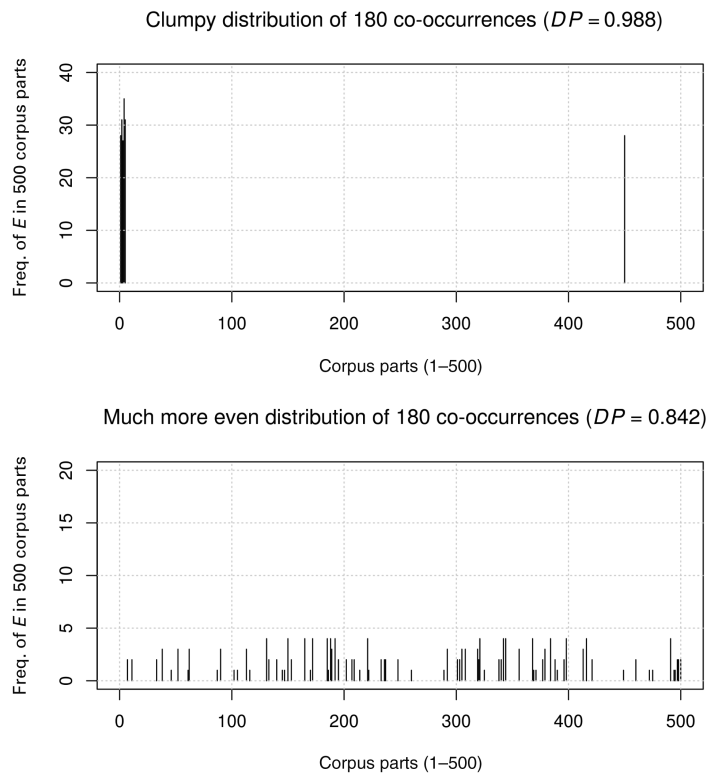 Clumpy distribution of 180 co-occurrences (DP = 0.988)
Freq. of E in 500 corpus parts
40
30
20
10
0
0 100 200 300 400 500
Corpus parts (1–500)
Much more even distribution of 180 co-occurrences (DP = 0.842)
Freq. of E in 500 corpus parts
20
15
10
5
0
0 100 200 300 400 500
Corpus parts (1–500)